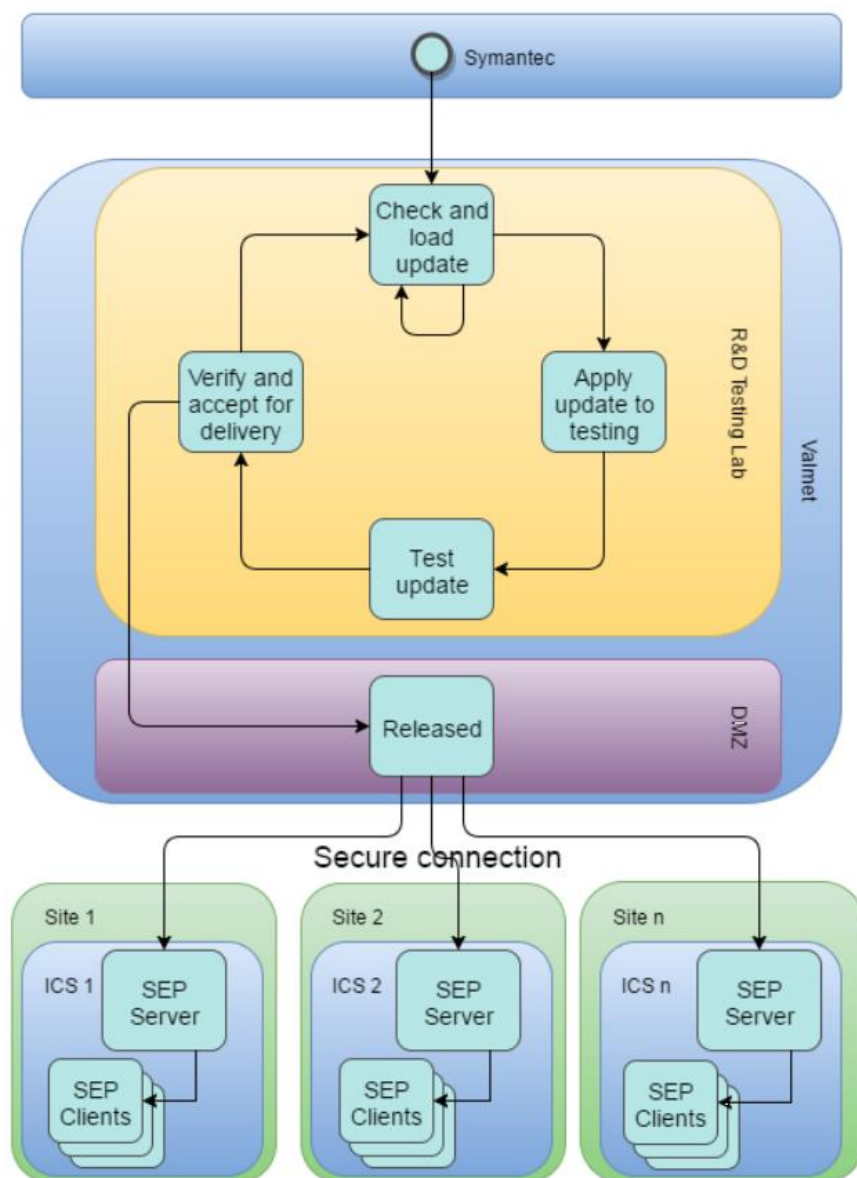 Symantec
Check and
load
update
Verify and
accept for
delivery
Apply
update to
testing
Test
update
R&D Testing Lab
Valmet
Released
DMZ
Secure connection
Site 1
ICS 1
SEP
Server
SEP
Clients
Site 2
ICS 2
SEP
Server
SEP
Clients
Site n
ICS n
SEP
Server
SEP
Clients